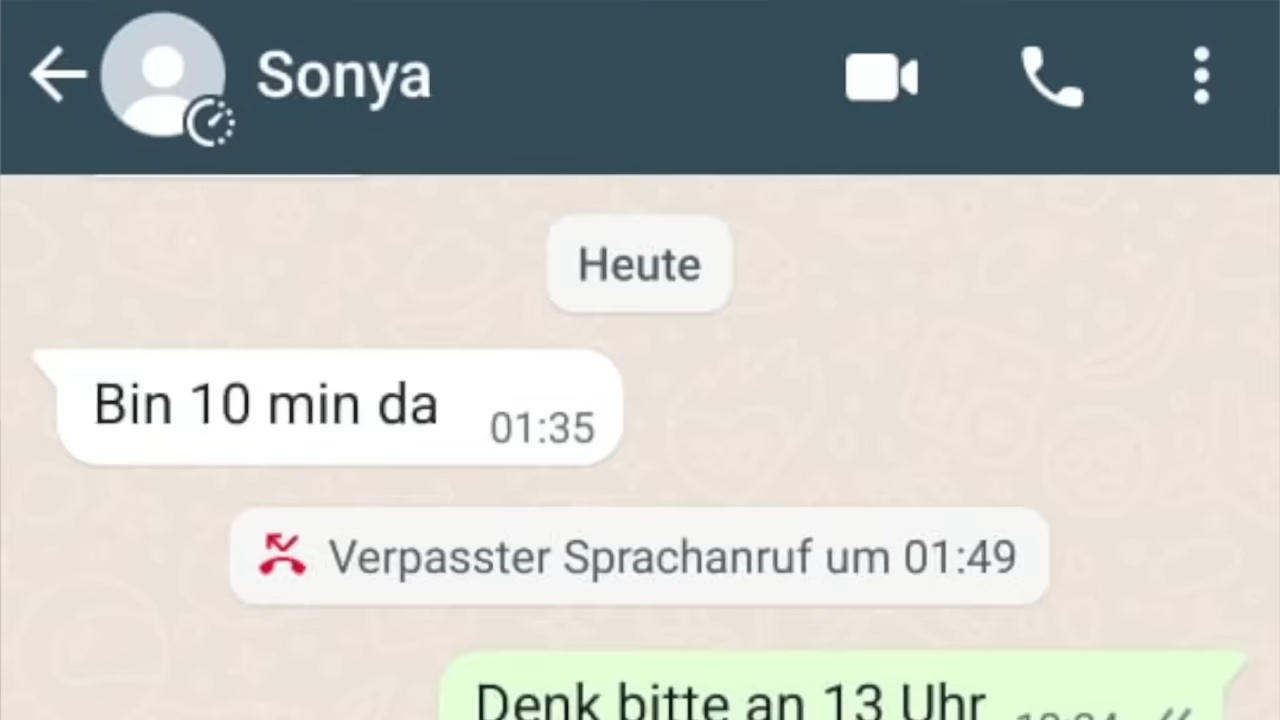 Sonya
Heute
Bin 10 min da 01:35
Verpasster Sprachanruf um 01:49
Denk bitte an 13 Uhr